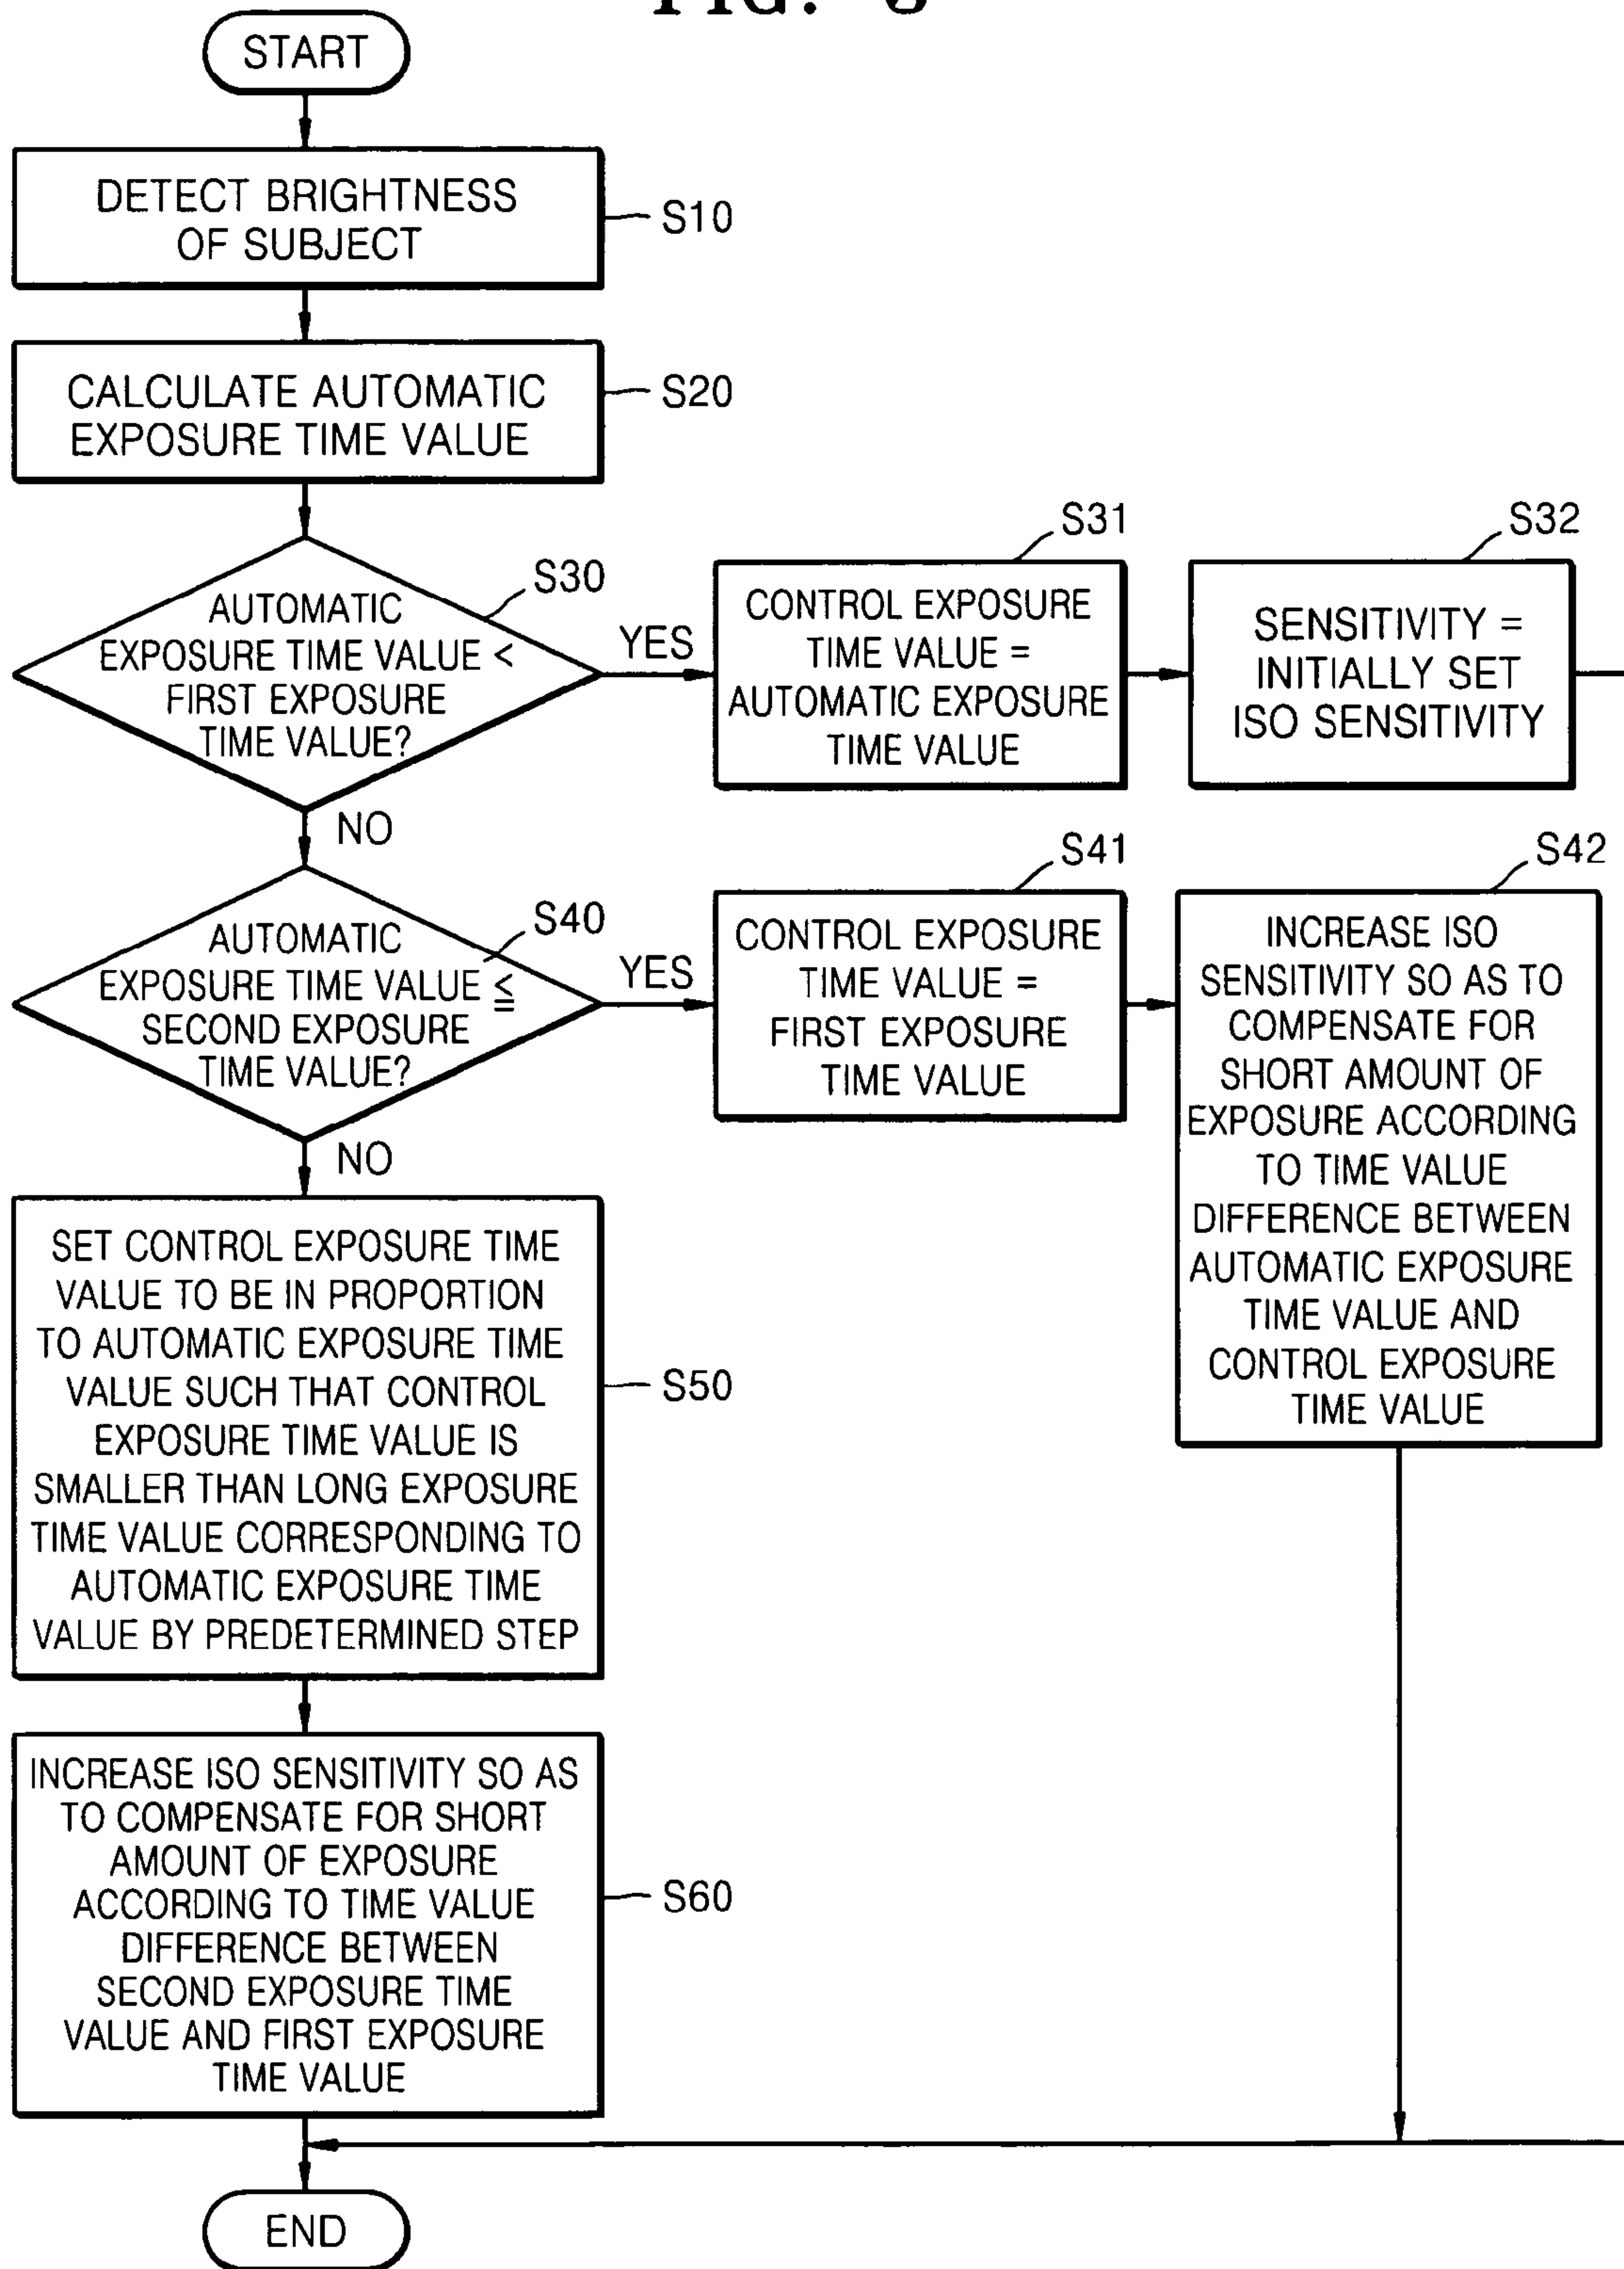 FIG.
START
DETECT BRIGHTNESS
OF SUBJECT
S10
CALCULATE AUTOMATIC
EXPOSURE TIME VALUE
S20
AUTOMATIC
EXPOSURE TIME VALUE <
FIRST EXPOSURE
TIME VALUE?
S30
YES
NO
CONTROL EXPOSURE
TIME VALUE =
AUTOMATIC EXPOSURE
TIME VALUE
S31
SENSITIVITY =
INITIALLY SET
ISO SENSITIVITY
S32
AUTOMATIC
EXPOSURE TIME VALUE ≦
SECOND EXPOSURE
TIME VALUE?
S40
YES
NO
CONTROL EXPOSURE
TIME VALUE =
FIRST EXPOSURE
TIME VALUE
S41
INCREASE ISO
SENSITIVITY SO AS TO
COMPENSATE FOR
SHORT AMOUNT OF
EXPOSURE ACCORDING
TO TIME VALUE
DIFFERENCE BETWEEN
AUTOMATIC EXPOSURE
TIME VALUE AND
CONTROL EXPOSURE
TIME VALUE
S42
SET CONTROL EXPOSURE TIME
VALUE TO BE IN PROPORTION
TO AUTOMATIC EXPOSURE TIME
VALUE SUCH THAT CONTROL
EXPOSURE TIME VALUE IS
SMALLER THAN LONG EXPOSURE
TIME VALUE CORRESPONDING TO
AUTOMATIC EXPOSURE TIME
VALUE BY PREDETERMINED STEP
S50
INCREASE ISO SENSITIVITY SO AS
TO COMPENSATE FOR SHORT
AMOUNT OF EXPOSURE
ACCORDING TO TIME VALUE
DIFFERENCE BETWEEN
SECOND EXPOSURE TIME
VALUE AND FIRST EXPOSURE
TIME VALUE
S60
END